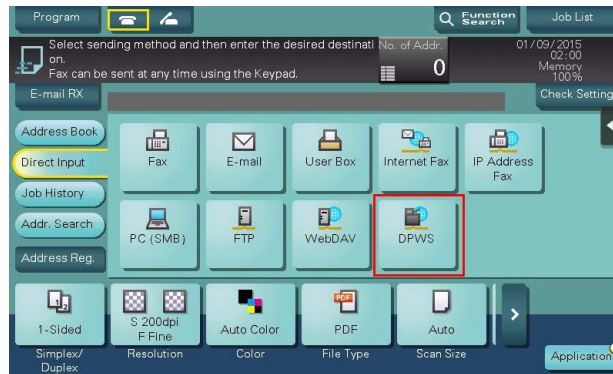 Program
Function Search
Job List
Select sending method and then enter the desired destinati
on.
Fax can be sent at any time using the Keypad.
No. of Addr.
0
01/09/2015
02:00
Memory
100%
E-mail RX
Check Setting
Address Book
Direct Input
Job History
Addr. Search
Address Reg.
Fax
E-mail
User Box
Internet Fax
IP Address
Fax
PC (SMB)
FTP
WebDAV
DPWS
1-Sided
S 200dpi
F Fine
Auto Color
PDF
PDF
Auto
Simplex/
Duplex
Resolution
Color
File Type
Scan Size
Application